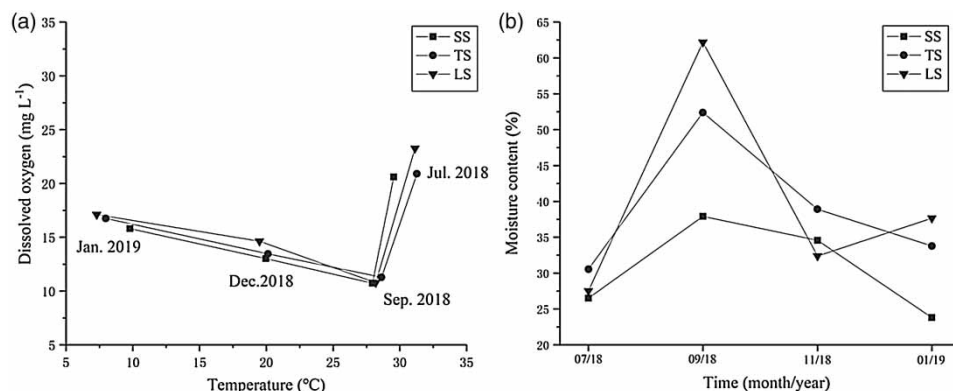 (a)
SS
TS
LS
Dissolved oxygen (mg L⁻¹)
35
30
25
20
15
10
5
Jul. 2018
Jan. 2019
Dec.2018
Sep. 2018
5 10 15 20 25 30 35
Temperature (°C)
(b)
SS
TS
LS
Moisture content (%)
65
60
55
50
45
40
35
30
25
20
07/18 09/18 11/18 01/19
Time (month/year)